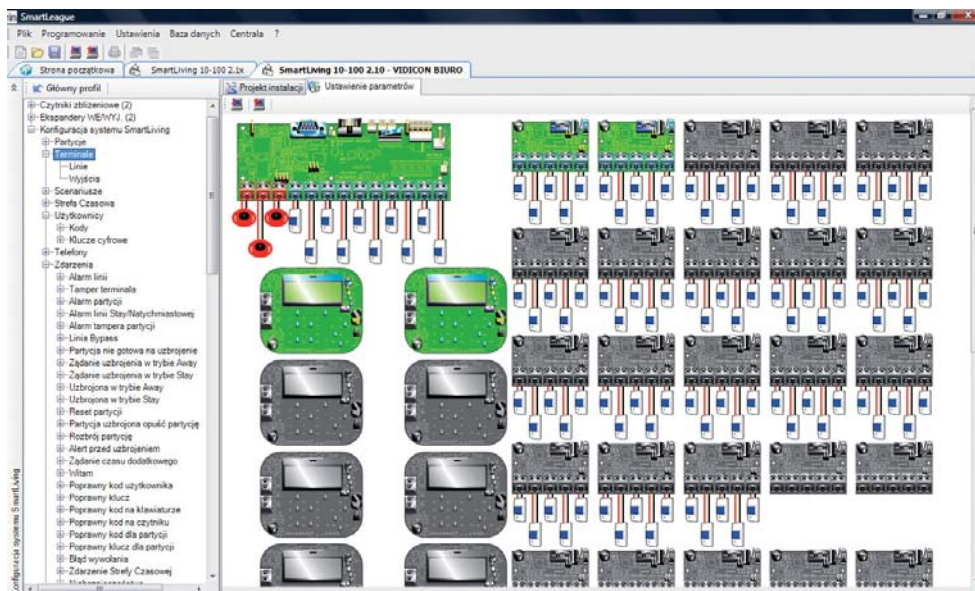 SmartLeague
Plik Programowanie Ustawienia Baza danych Centrala ?
Strona początkowa SmartLiving 10-100 2.1x SmartLiving 10-100 2.10 - VIDICON BIURO
Główny profil
Projekt instalacji Ustawienie parametrów
Czytniki zbliżeniowe (2)
Ekspandery WE/WYJ. (2)
Konfiguracja systemu SmartLiving
Partycje
Terminale
Linie
Wyjścia
Scenariusze
Strefa Czasowa
Użytkownicy
Kody
Klucze cyfrowe
Telefony
Zdarzenia
Alarm linii
Tamper terminala
Alarm partycji
Alarm linii Stay/Natychmiastowej
Alarm tampera partycji
Linia Bypass
Partycja nie gotowa na uzbrojenie
Żądanie uzbrojenia w trybie Away
Żądanie uzbrojenia w trybie Stay
Uzbrojona w trybie Away
Uzbrojona w trybie Stay
Reset partycji
Partycja uzbrojona opuść partycję
Rozbrój partycję
Alert przed uzbrojeniem
Żądanie czasu dodatkowego
Witam
Poprawny kod użytkownika
Poprawny klucz
Poprawny kod na klawiaturze
Poprawny kod na czytniku
Poprawny kod dla partycji
Poprawny klucz dla partycji
Błąd wywołania
Zdarzenie Strefy Czasowej
Konfiguracja systemu SmartLiving